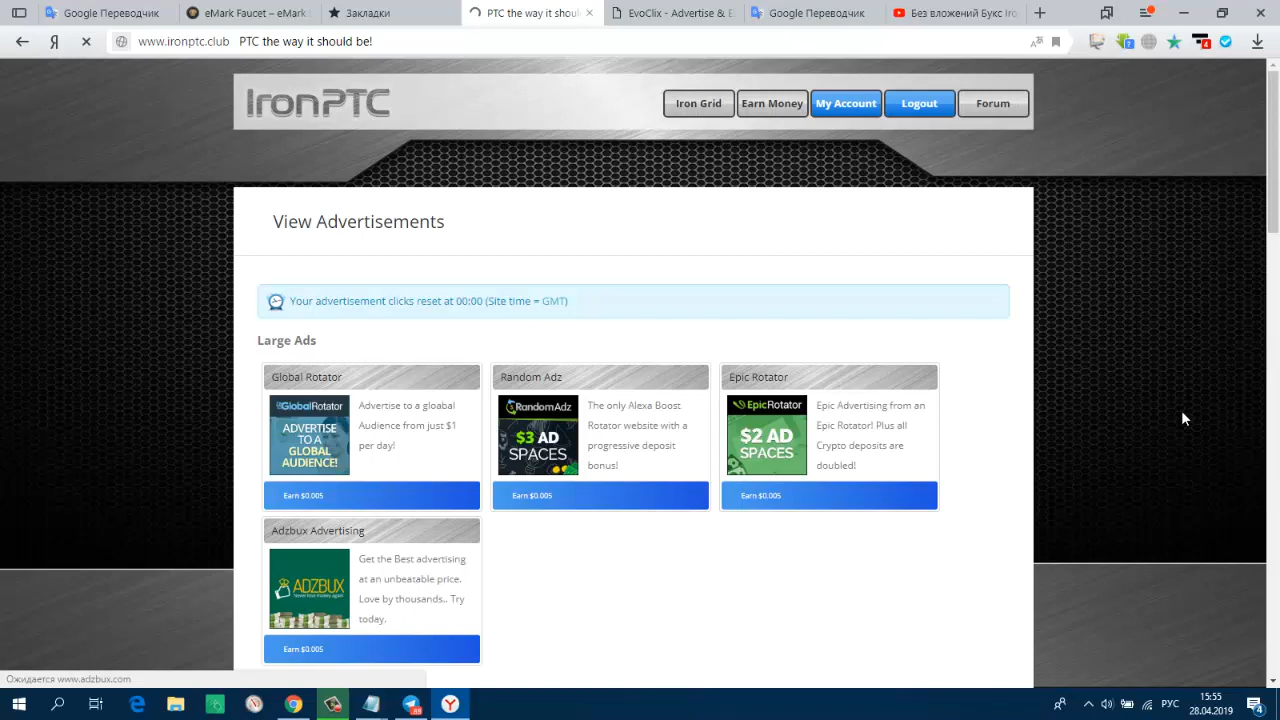 Google Переводчик
eMark Faucet – eMark
Закладки
PTC the way it shoul
EvoClix - Advertise & E
Google Переводчик
Без вложений Букс Iro
www.ironptc.club PTC the way it should be!
7
4
IronPTC
Iron Grid
Earn Money
My Account
Logout
Forum
View Advertisements
Your advertisement clicks reset at 00:00 (Site time = GMT)
Large Ads
Global Rotator
GlobalRotator
ADVERTISE
TO A
GLOBAL
AUDIENCE!
Advertise to a gloabal
Audience from just $1
per day!
Earn $0.005
Random Adz
RandomAdz
$3 AD
SPACES
The only Alexa Boost
Rotator website with a
progressive deposit
bonus!
Earn $0.005
Epic Rotator
EpicRotator
$2 AD
SPACES
Epic Advertising from an
Epic Rotator! Plus all
Crypto deposits are
doubled!
Earn $0.005
Adzbux Advertising
ADZBUX
Get the Best advertising
at an unbeatable price.
Love by thousands.. Try
today.
Earn $0.005
Ожидается www.adzbux.com
РУС
15:55
28.04.2019
4